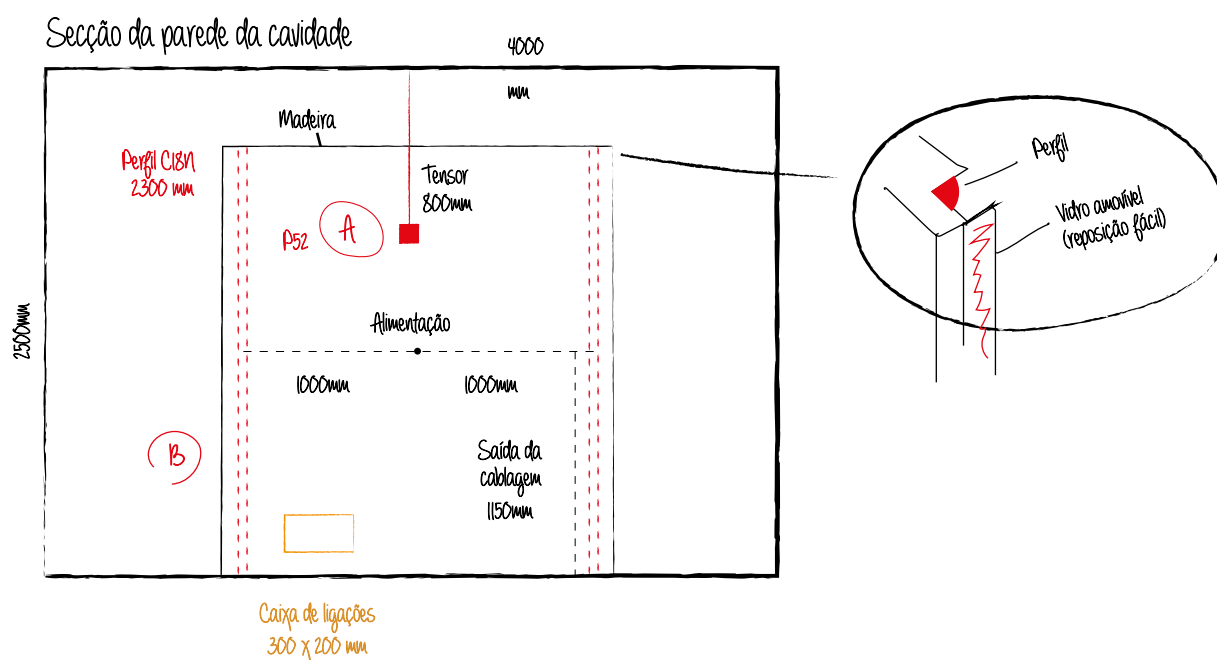 Secção da parede da cavidade
4000
mm
Madeira
Perfil C18N
2300 mm
Tensor
800mm
P52
A
2500mm
Alimentação
1000mm
1000mm
B
Saída da
cablagem
1150mm
Caixa de ligações
300 x 200 mm
Perfil
Vidro amovível
(reposição fácil)